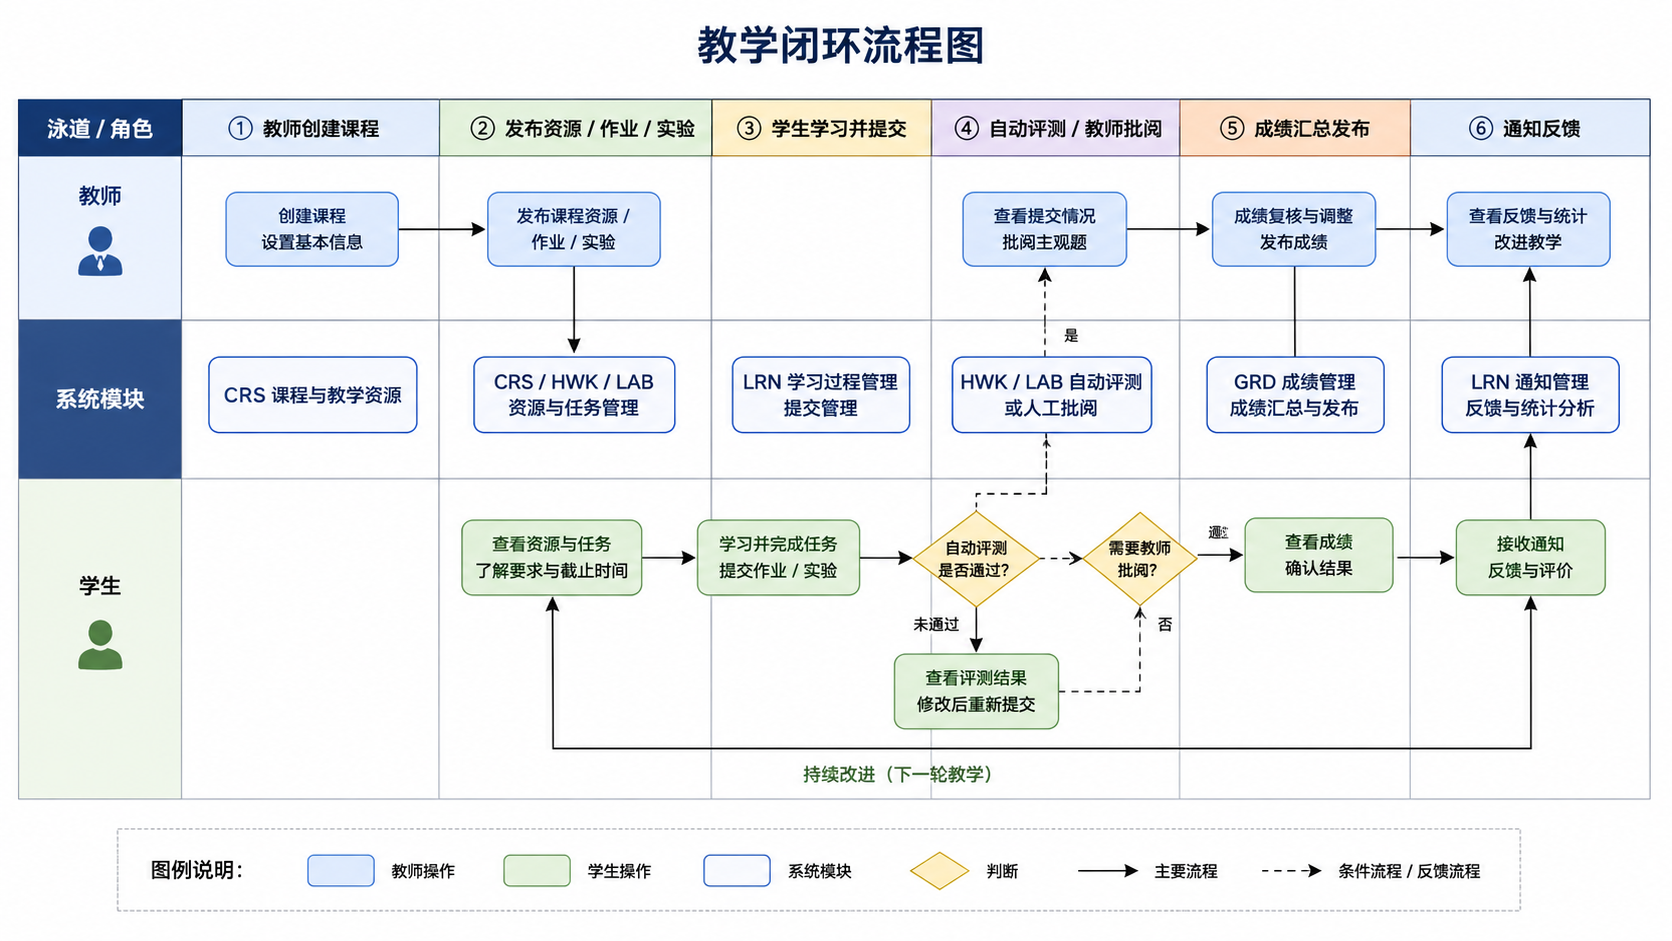 教学闭环流程图
泳道 / 角色
① 教师创建课程
② 发布资源 / 作业 / 实验
③ 学生学习并提交
④ 自动评测 / 教师批阅
⑤ 成绩汇总发布
⑥ 通知反馈
教师
创建课程
设置基本信息
发布课程资源 /
作业 / 实验
查看提交情况
批阅主观题
成绩复核与调整
发布成绩
查看反馈与统计
改进教学
是
系统模块
CRS 课程与教学资源
CRS / HWK / LAB
资源与任务管理
LRN 学习过程管理
提交管理
HWK / LAB 自动评测
或人工批阅
GRD 成绩管理
成绩汇总与发布
LRN 通知管理
反馈与统计分析
学生
查看资源与任务
了解要求与截止时间
学习并完成任务
提交作业 / 实验
自动评测
是否通过?
需要教师
批阅?
查看成绩
确认结果
接收通知
反馈与评价
未通过
否
查看评测结果
修改后重新提交
持续改进（下一轮教学）
图例说明：
教师操作
学生操作
系统模块
判断
主要流程
条件流程 / 反馈流程